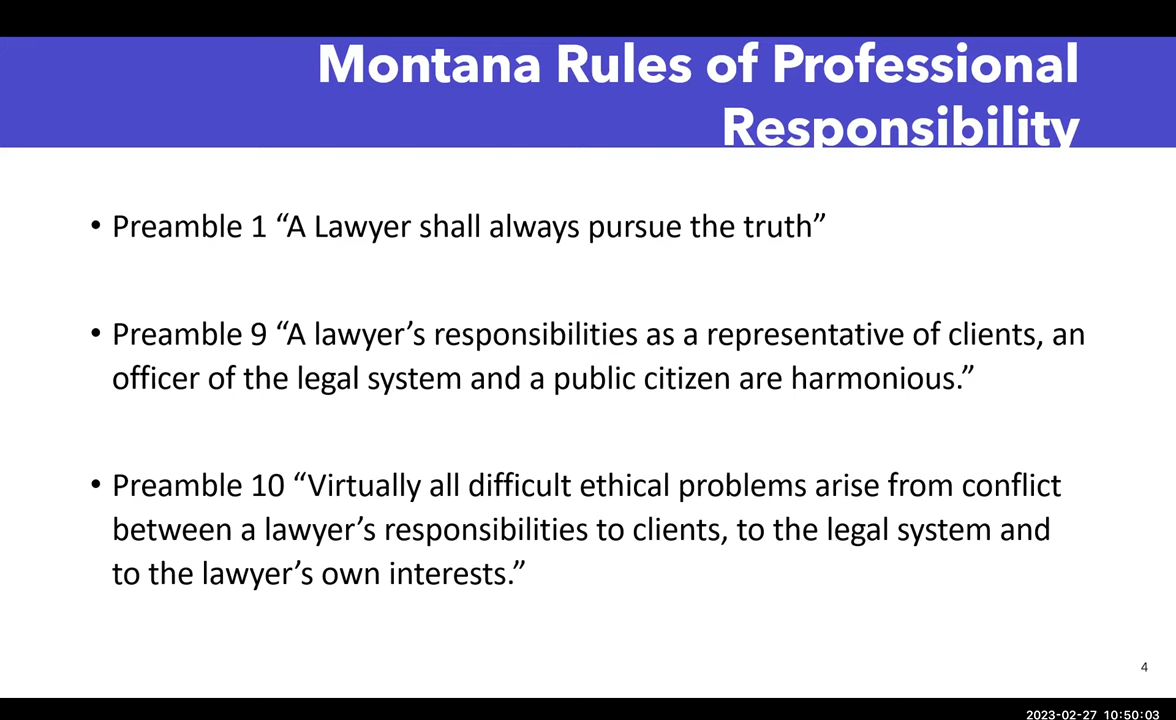 Montana Rules of Professional
Responsibility
• Preamble 1 “A Lawyer shall always pursue the truth”
• Preamble 9 “A lawyer’s responsibilities as a representative of clients, an
officer of the legal system and a public citizen are harmonious.”
• Preamble 10 “Virtually all difficult ethical problems arise from conflict
between a lawyer’s responsibilities to clients, to the legal system and
to the lawyer’s own interests.”
4
2023-02-27 10:50:03